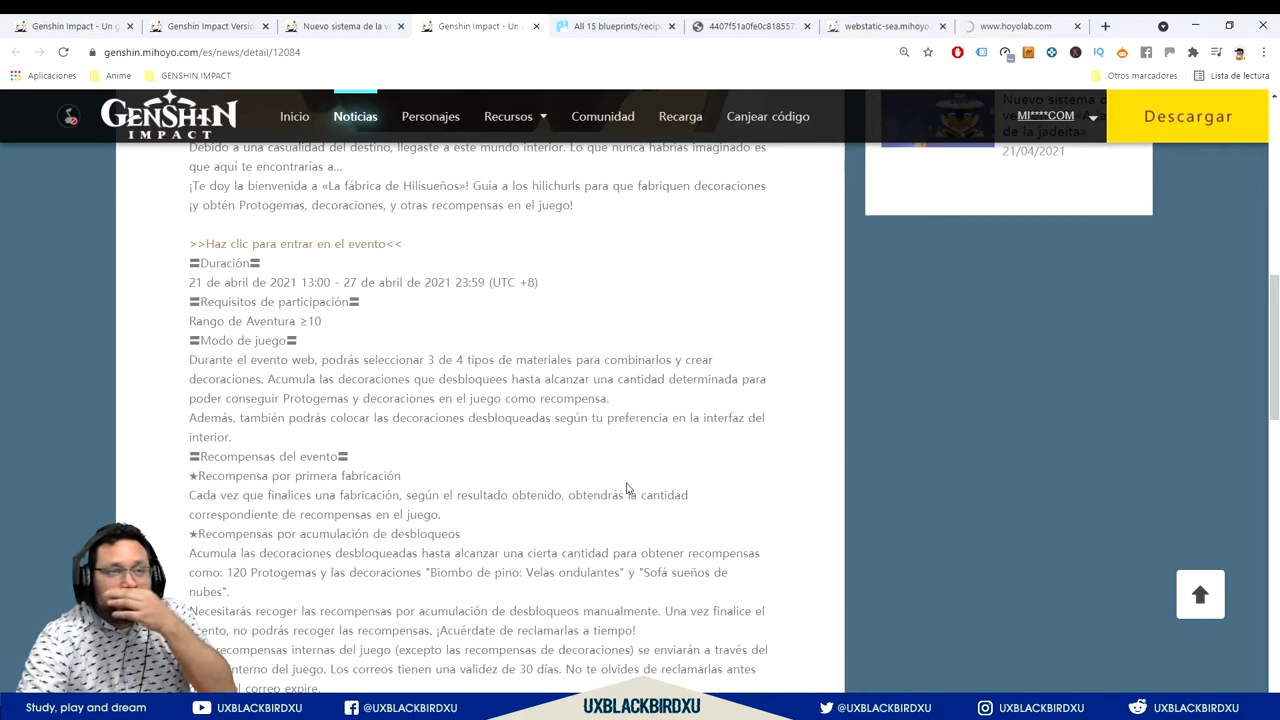 Genshin Impact - Un
Genshin Impact Versio
Nuevo sistema de la v
Genshin Impact - Un
All 15 blueprints/recipe
4407f51a0fe0c818557
webstatic-sea.mihoyo.
www.hoyolab.com
genshin.mihoyo.com/es/news/detail/12084
Aplicaciones
Anime
GENSHIN IMPACT
Otros marcadores
Lista de lectura
GENSHIN IMPACT
Inicio
Noticias
Personajes
Recursos
Comunidad
Recarga
Canjear código
MI****COM
Descargar
Debido a una casualidad del destino, llegaste a este mundo interior. Lo que nunca habrías imaginado es
que aquí te encontrarías a...
¡Te doy la bienvenida a «La fábrica de Hilisueños»! Guía a los hilichurls para que fabriquen decoraciones
¡y obtén Protogemas, decoraciones, y otras recompensas en el juego!
>>Haz clic para entrar en el evento<<
〓Duración〓
21 de abril de 2021 13:00 - 27 de abril de 2021 23:59 (UTC +8)
〓Requisitos de participación〓
Rango de Aventura ≥10
〓Modo de juego〓
Durante el evento web, podrás seleccionar 3 de 4 tipos de materiales para combinarlos y crear
decoraciones. Acumula las decoraciones que desbloquees hasta alcanzar una cantidad determinada para
poder conseguir Protogemas y decoraciones en el juego como recompensa.
Además, también podrás colocar las decoraciones desbloqueadas según tu preferencia en la interfaz del
interior.
〓Recompensas del evento〓
★Recompensa por primera fabricación
Cada vez que finalices una fabricación, según el resultado obtenido, obtendrás la cantidad
correspondiente de recompensas en el juego.
★Recompensas por acumulación de desbloqueos
Acumula las decoraciones desbloqueadas hasta alcanzar una cierta cantidad para obtener recompensas
como: 120 Protogemas y las decoraciones "Biombo de pino: Velas ondulantes" y "Sofá sueños de
nubes".
Necesitarás recoger las recompensas por acumulación de desbloqueos manualmente. Una vez finalice el
evento, no podrás recoger las recompensas. ¡Acuérdate de reclamarlas a tiempo!
recompensas internas del juego (excepto las recompensas de decoraciones) se enviarán a través del
interno del juego. Los correos tienen una validez de 30 días. No te olvides de reclamarlas antes
el correo expire.
Nuevo sistema d
de la jadeíta»
21/04/2021
Study, play and dream
UXBLACKBIRDXU
@UXBLACKBIRDXU
UXBLACKBIRDXU
@UXBLACKBIRDXU
UXBLACKBIRDXU
UXBLACKBIRDXU